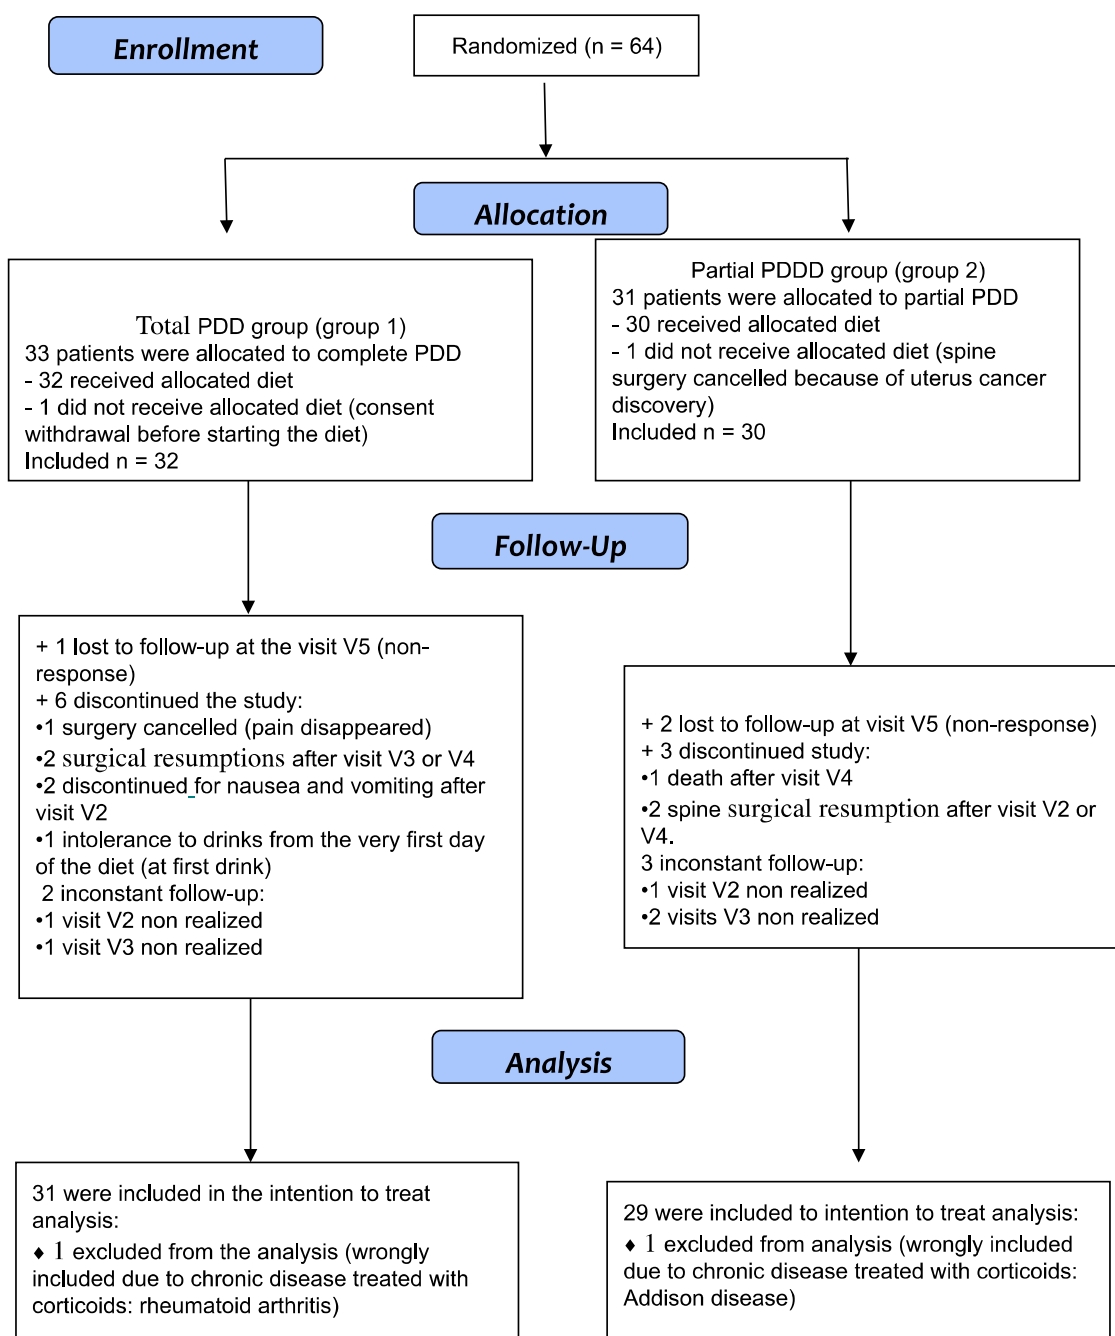 Enrollment
Randomized (n = 64)
Allocation
Total PDD group (group 1)
33 patients were allocated to complete PDD
- 32 received allocated diet
- 1 did not receive allocated diet (consent
withdrawal before starting the diet)
Included n = 32
Partial PDDD group (group 2)
31 patients were allocated to partial PDD
- 30 received allocated diet
- 1 did not receive allocated diet (spine
surgery cancelled because of uterus cancer
discovery)
Included n = 30
Follow-Up
+ 1 lost to follow-up at the visit V5 (non-
response)
+ 6 discontinued the study:
•1 surgery cancelled (pain disappeared)
•2 surgical resumptions after visit V3 or V4
•2 discontinued for nausea and vomiting after
visit V2
•1 intolerance to drinks from the very first day
of the diet (at first drink)
2 inconstant follow-up:
•1 visit V2 non realized
•1 visit V3 non realized
+ 2 lost to follow-up at visit V5 (non-response)
+ 3 discontinued study:
•1 death after visit V4
•2 spine surgical resumption after visit V2 or
V4.
3 inconstant follow-up:
•1 visit V2 non realized
•2 visits V3 non realized
Analysis
31 were included in the intention to treat
analysis:
♦ 1 excluded from the analysis (wrongly
included due to chronic disease treated with
corticoids: rheumatoid arthritis)
29 were included to intention to treat analysis:
♦ 1 excluded from analysis (wrongly included
due to chronic disease treated with corticoids:
Addison disease)